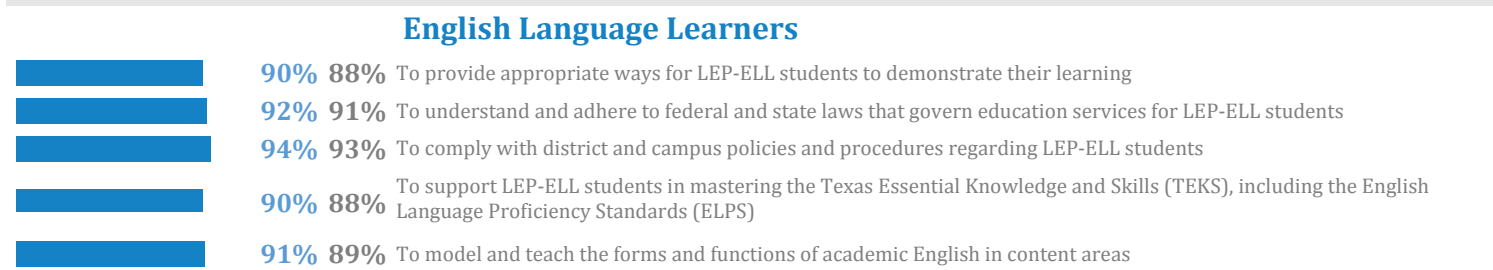 English Language Learners
90% 88% To provide appropriate ways for LEP-ELL students to demonstrate their learning
92% 91% To understand and adhere to federal and state laws that govern education services for LEP-ELL students
94% 93% To comply with district and campus policies and procedures regarding LEP-ELL students
90% 88% To support LEP-ELL students in mastering the Texas Essential Knowledge and Skills (TEKS), including the English
Language Proficiency Standards (ELPS)
91% 89% To model and teach the forms and functions of academic English in content areas